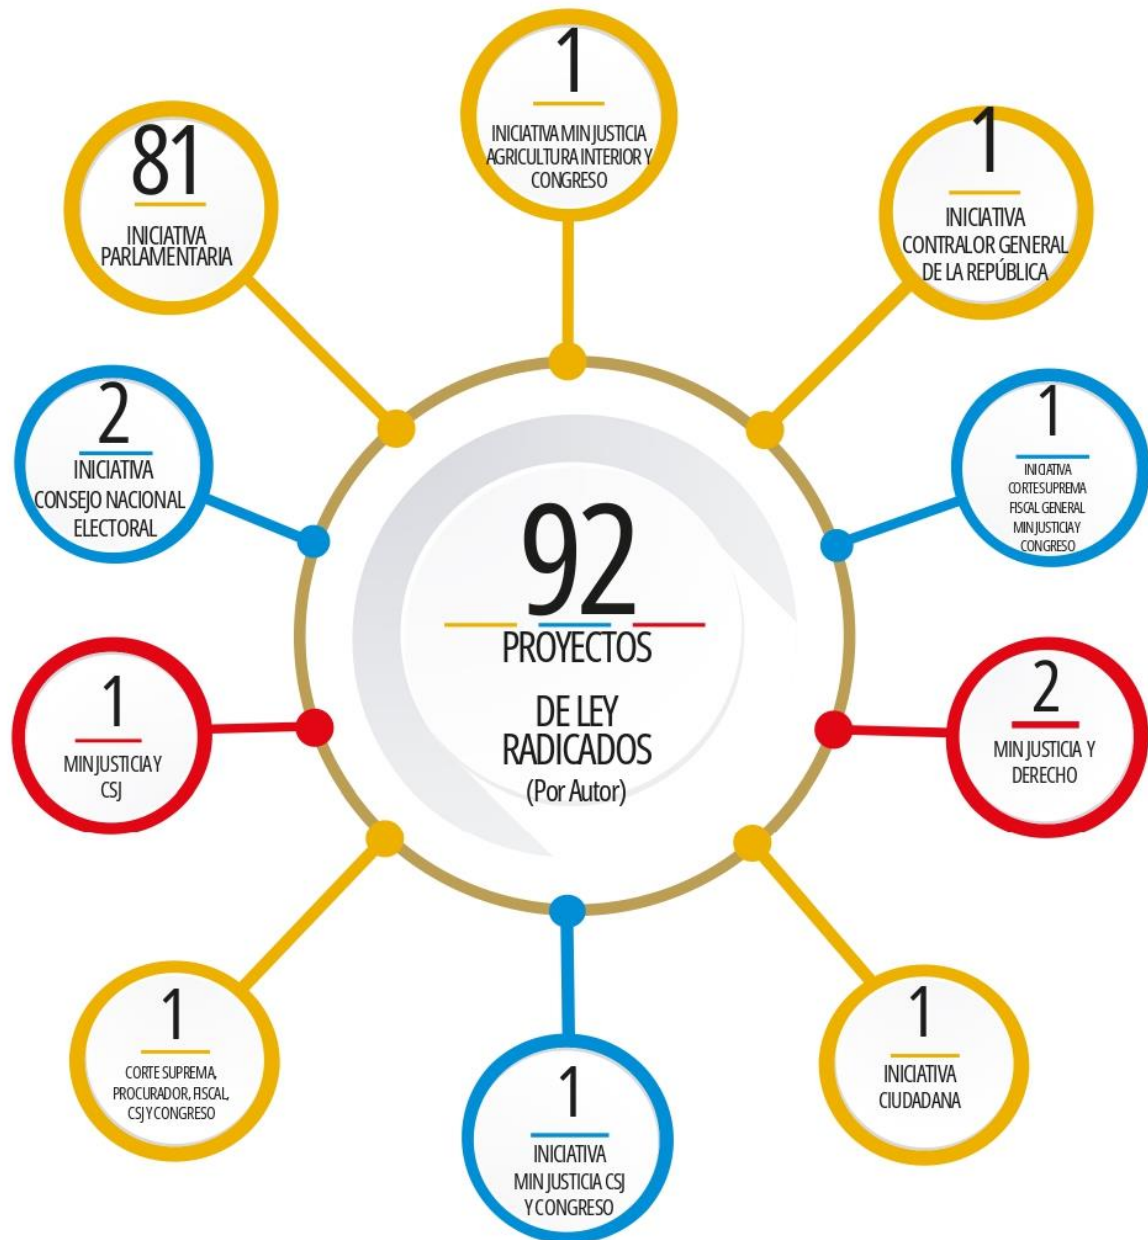 1
INICIATIVA MIN JUSTICIA
AGRICULTURA INTERIOR Y
CONGRESO
81
INICIATIVA
PARLAMENTARIA
1
INICIATIVA
CONTRALOR GENERAL
DE LA REPÚBLICA
2
INICIATIVA
CONSEJO NACIONAL
ELECTORAL
1
INICIATIVA
CORTE SUPREMA
FISCAL GENERAL
MIN JUSTICIA Y
CONGRESO
92
PROYECTOS
DE LEY
RADICADOS
(Por Autor)
1
MIN JUSTICIA Y
CSJ
2
MIN JUSTICIA Y
DERECHO
1
CORTE SUPREMA,
PROCURADOR, FISCAL,
CSJ Y CONGRESO
1
INICIATIVA
MIN JUSTICIA CSJ
Y CONGRESO
1
INICIATIVA
CIUDADANA